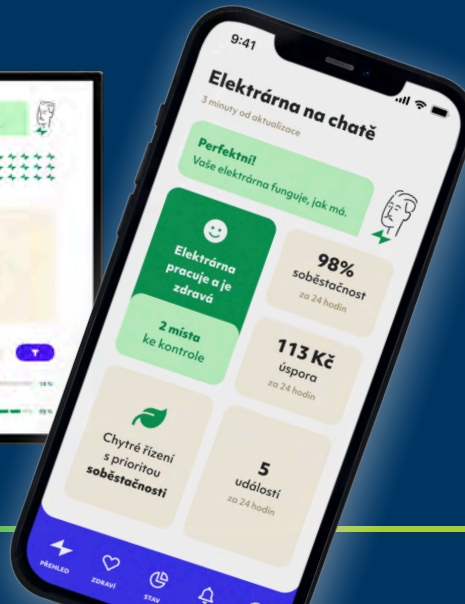 9:41
Elektrárna na chatě
3 minuty od aktualizace
Perfektní!
Vaše elektrárna funguje, jak má.
Elektrárna
pracuje a je
zdravá
2 místa
ke kontrole
98%
soběstačnost
za 24 hodin
113 Kč
úspora
za 24 hodin
Chytré řízení
s prioritou
soběstačnosti
5
událostí
za 24 hodin
PŘEHLED
ZDRAVÍ
STAV